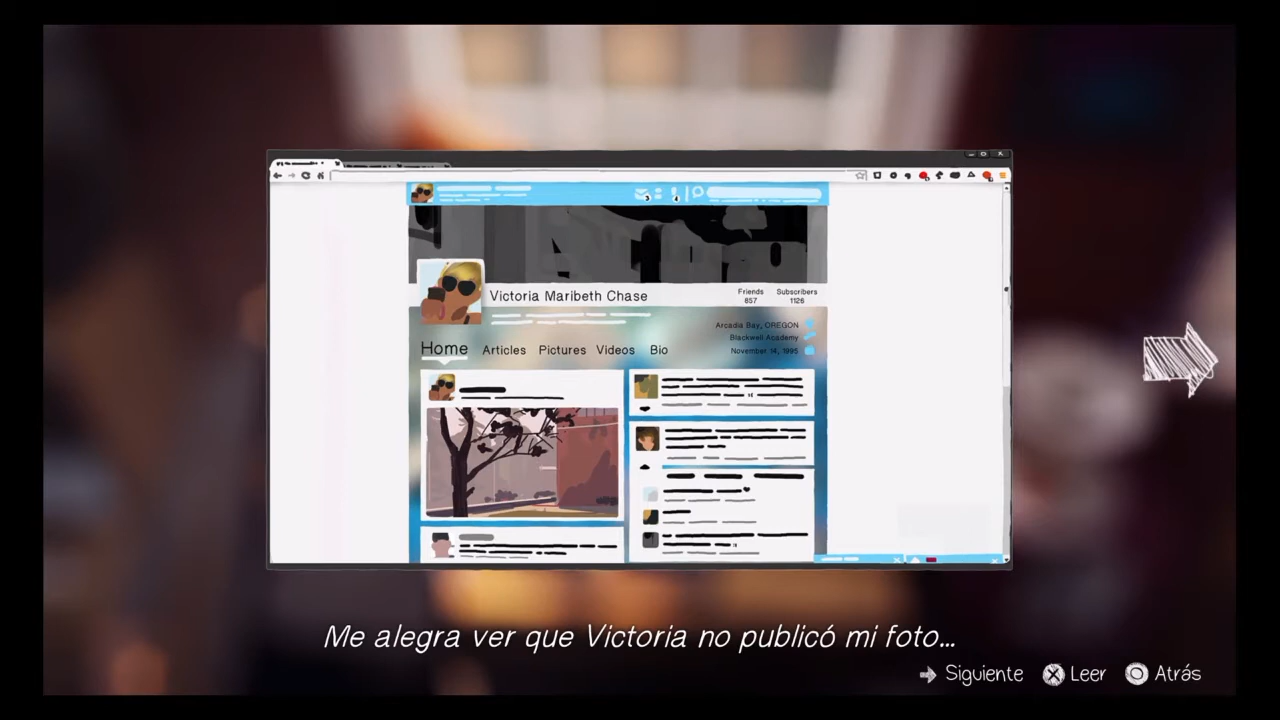 Victoria Maribeth Chase
Friends
857
Subscribers
1126
Arcadia Bay, OREGON
Blackwell Academy
November 14, 1995
Home Articles Pictures Videos Bio
Me alegra ver que Victoria no publicó mi foto...
Siguiente Leer Atrás